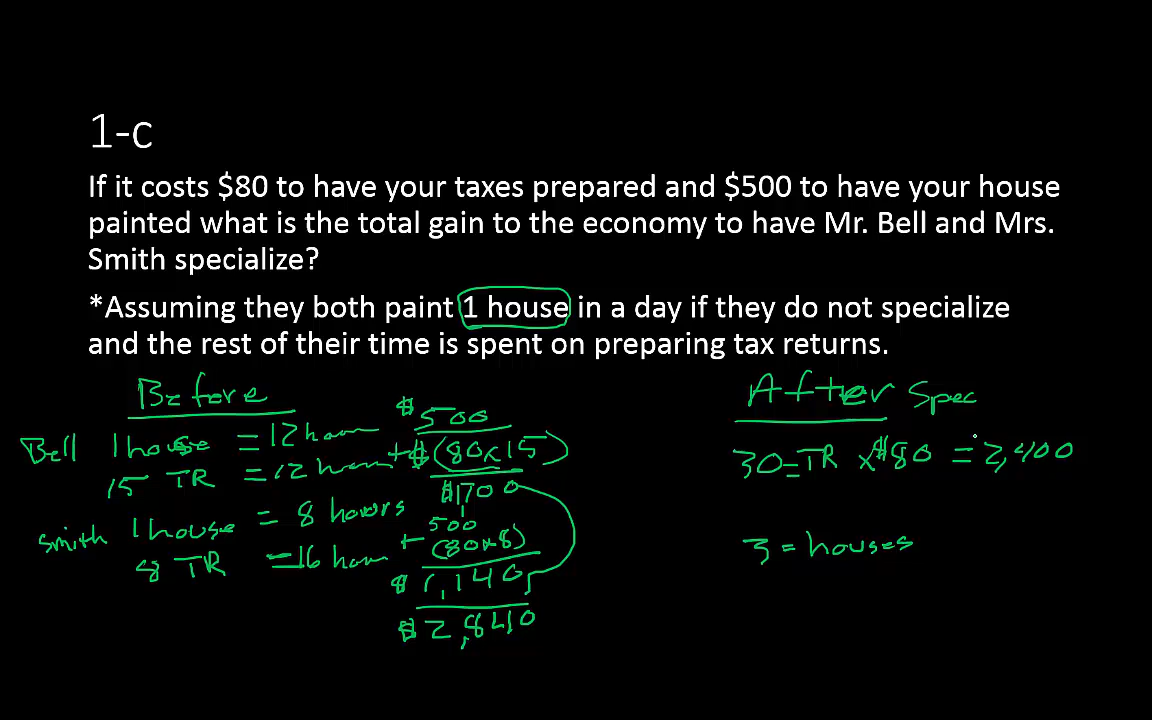 1-c
If it costs $80 to have your taxes prepared and $500 to have your house
painted what is the total gain to the economy to have Mr. Bell and Mrs.
Smith specialize?
*Assuming they both paint 1 house in a day if they do not specialize
and the rest of their time is spent on preparing tax returns.
Before
Bell 1 house = 12 hour
15 TR = 12 hour
Smith 1 house = 8 hours
8 TR = 16 hour
$500
+$(80x15)
$1700
500
+ (80x8)
$1,140
$2,840
After Spec
30 = TR x $80 = 2,400
3 = houses